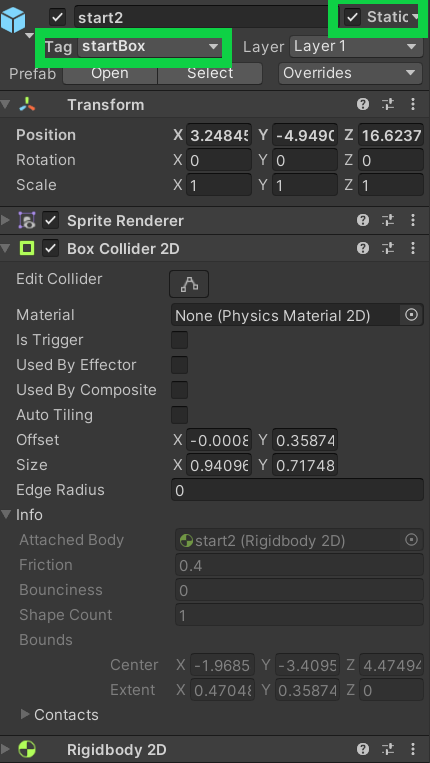 start2 Static
Tag startBox Layer Layer 1
Prefab Open Select Overrides
Transform
Position X 3.24845 Y -4.9490 Z 16.6237
Rotation X 0 Y 0 Z 0
Scale X 1 Y 1 Z 1
Sprite Renderer
Box Collider 2D
Edit Collider
Material None (Physics Material 2D)
Is Trigger
Used By Effector
Used By Composite
Auto Tiling
Offset X -0.0008 Y 0.35874
Size X 0.94096 Y 0.71748
Edge Radius 0
Info
Attached Body start2 (Rigidbody 2D)
Friction 0.4
Bounciness 0
Shape Count 1
Bounds
Center X -1.9685 Y -3.4095 Z 4.47494
Extent X 0.47048 Y 0.35874 Z 0
Contacts
Rigidbody 2D